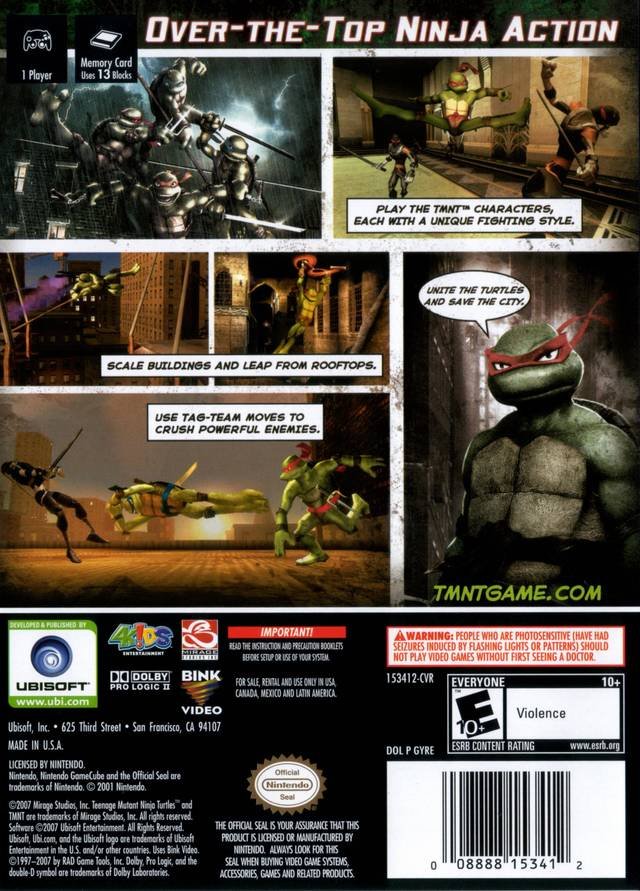 OVER-THE-TOP NINJA ACTION
1 Player
Memory Card
Uses 13 Blocks
PLAY THE TMNT™ CHARACTERS,
EACH WITH A UNIQUE FIGHTING STYLE.
SCALE BUILDINGS AND LEAP FROM ROOFTOPS.
UNITE THE TURTLES
AND SAVE THE CITY.
USE TAG-TEAM MOVES TO
CRUSH POWERFUL ENEMIES.
TMNTGAME.COM
DEVELOPED & PUBLISHED BY
UBISOFT
www.ubi.com
4KIDS
ENTERTAINMENT
MIRAGE
STUDIOS INC
DOLBY
PRO LOGIC II
BINK
VIDEO
IMPORTANT!
READ THE INSTRUCTION AND PRECAUTION BOOKLETS
BEFORE SETUP OR USE OF YOUR SYSTEM.
FOR SALE, RENTAL AND USE ONLY IN USA,
CANADA, MEXICO AND LATIN AMERICA.
Ubisoft, Inc. • 625 Third Street • San Francisco, CA 94107
MADE IN U.S.A.
LICENSED BY NINTENDO.
Nintendo, Nintendo GameCube and the Official Seal are
trademarks of Nintendo. © 2001 Nintendo.
©2007 Mirage Studios, Inc. Teenage Mutant Ninja Turtles™ and
TMNT are trademarks of Mirage Studios, Inc. All rights reserved.
Software ©2007 Ubisoft Entertainment. All Rights Reserved.
Ubisoft, Ubi.com, and the Ubisoft logo are trademarks of Ubisoft
Entertainment in the U.S. and/or other countries. Uses Bink Video.
©1997–2007 by RAD Game Tools, Inc. Dolby, Pro Logic, and the
double-D symbol are trademarks of Dolby Laboratories.
Official
Nintendo
Seal
THE OFFICIAL SEAL IS YOUR ASSURANCE THAT THIS
PRODUCT IS LICENSED OR MANUFACTURED BY
NINTENDO. ALWAYS LOOK FOR THIS
SEAL WHEN BUYING VIDEO GAME SYSTEMS,
ACCESSORIES, GAMES AND RELATED PRODUCTS.
WARNING: PEOPLE WHO ARE PHOTOSENSITIVE (HAVE HAD
SEIZURES INDUCED BY FLASHING LIGHTS OR PATTERNS) SHOULD
NOT PLAY VIDEO GAMES WITHOUT FIRST SEEING A DOCTOR.
153412-CVR
EVERYONE 10+
E
10+
Violence
ESRB CONTENT RATING www.esrb.org
DOL P GYRE
0 08888 15341 2